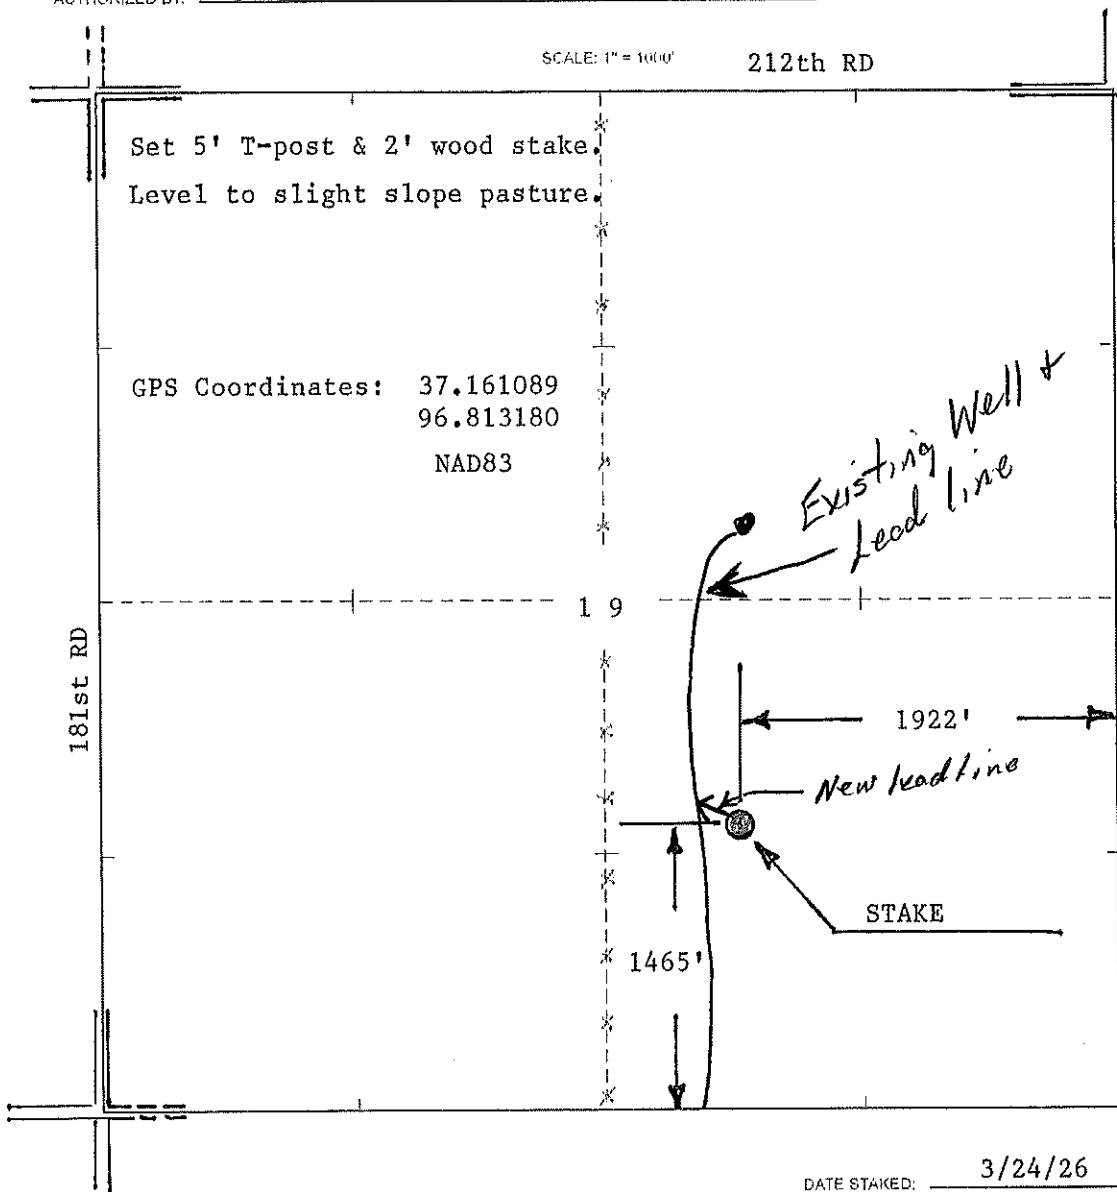 AUTHORIZED BY:
SCALE: 1" = 1000'
212th RD
Set 5' T-post & 2' wood stake.
Level to slight slope pasture.
GPS Coordinates: 37.161089
96.813180
NAD83
Existing Well &
Lead line
1 9
181st RD
1922'
New lead line
STAKE
1465'
DATE STAKED: 3/24/26